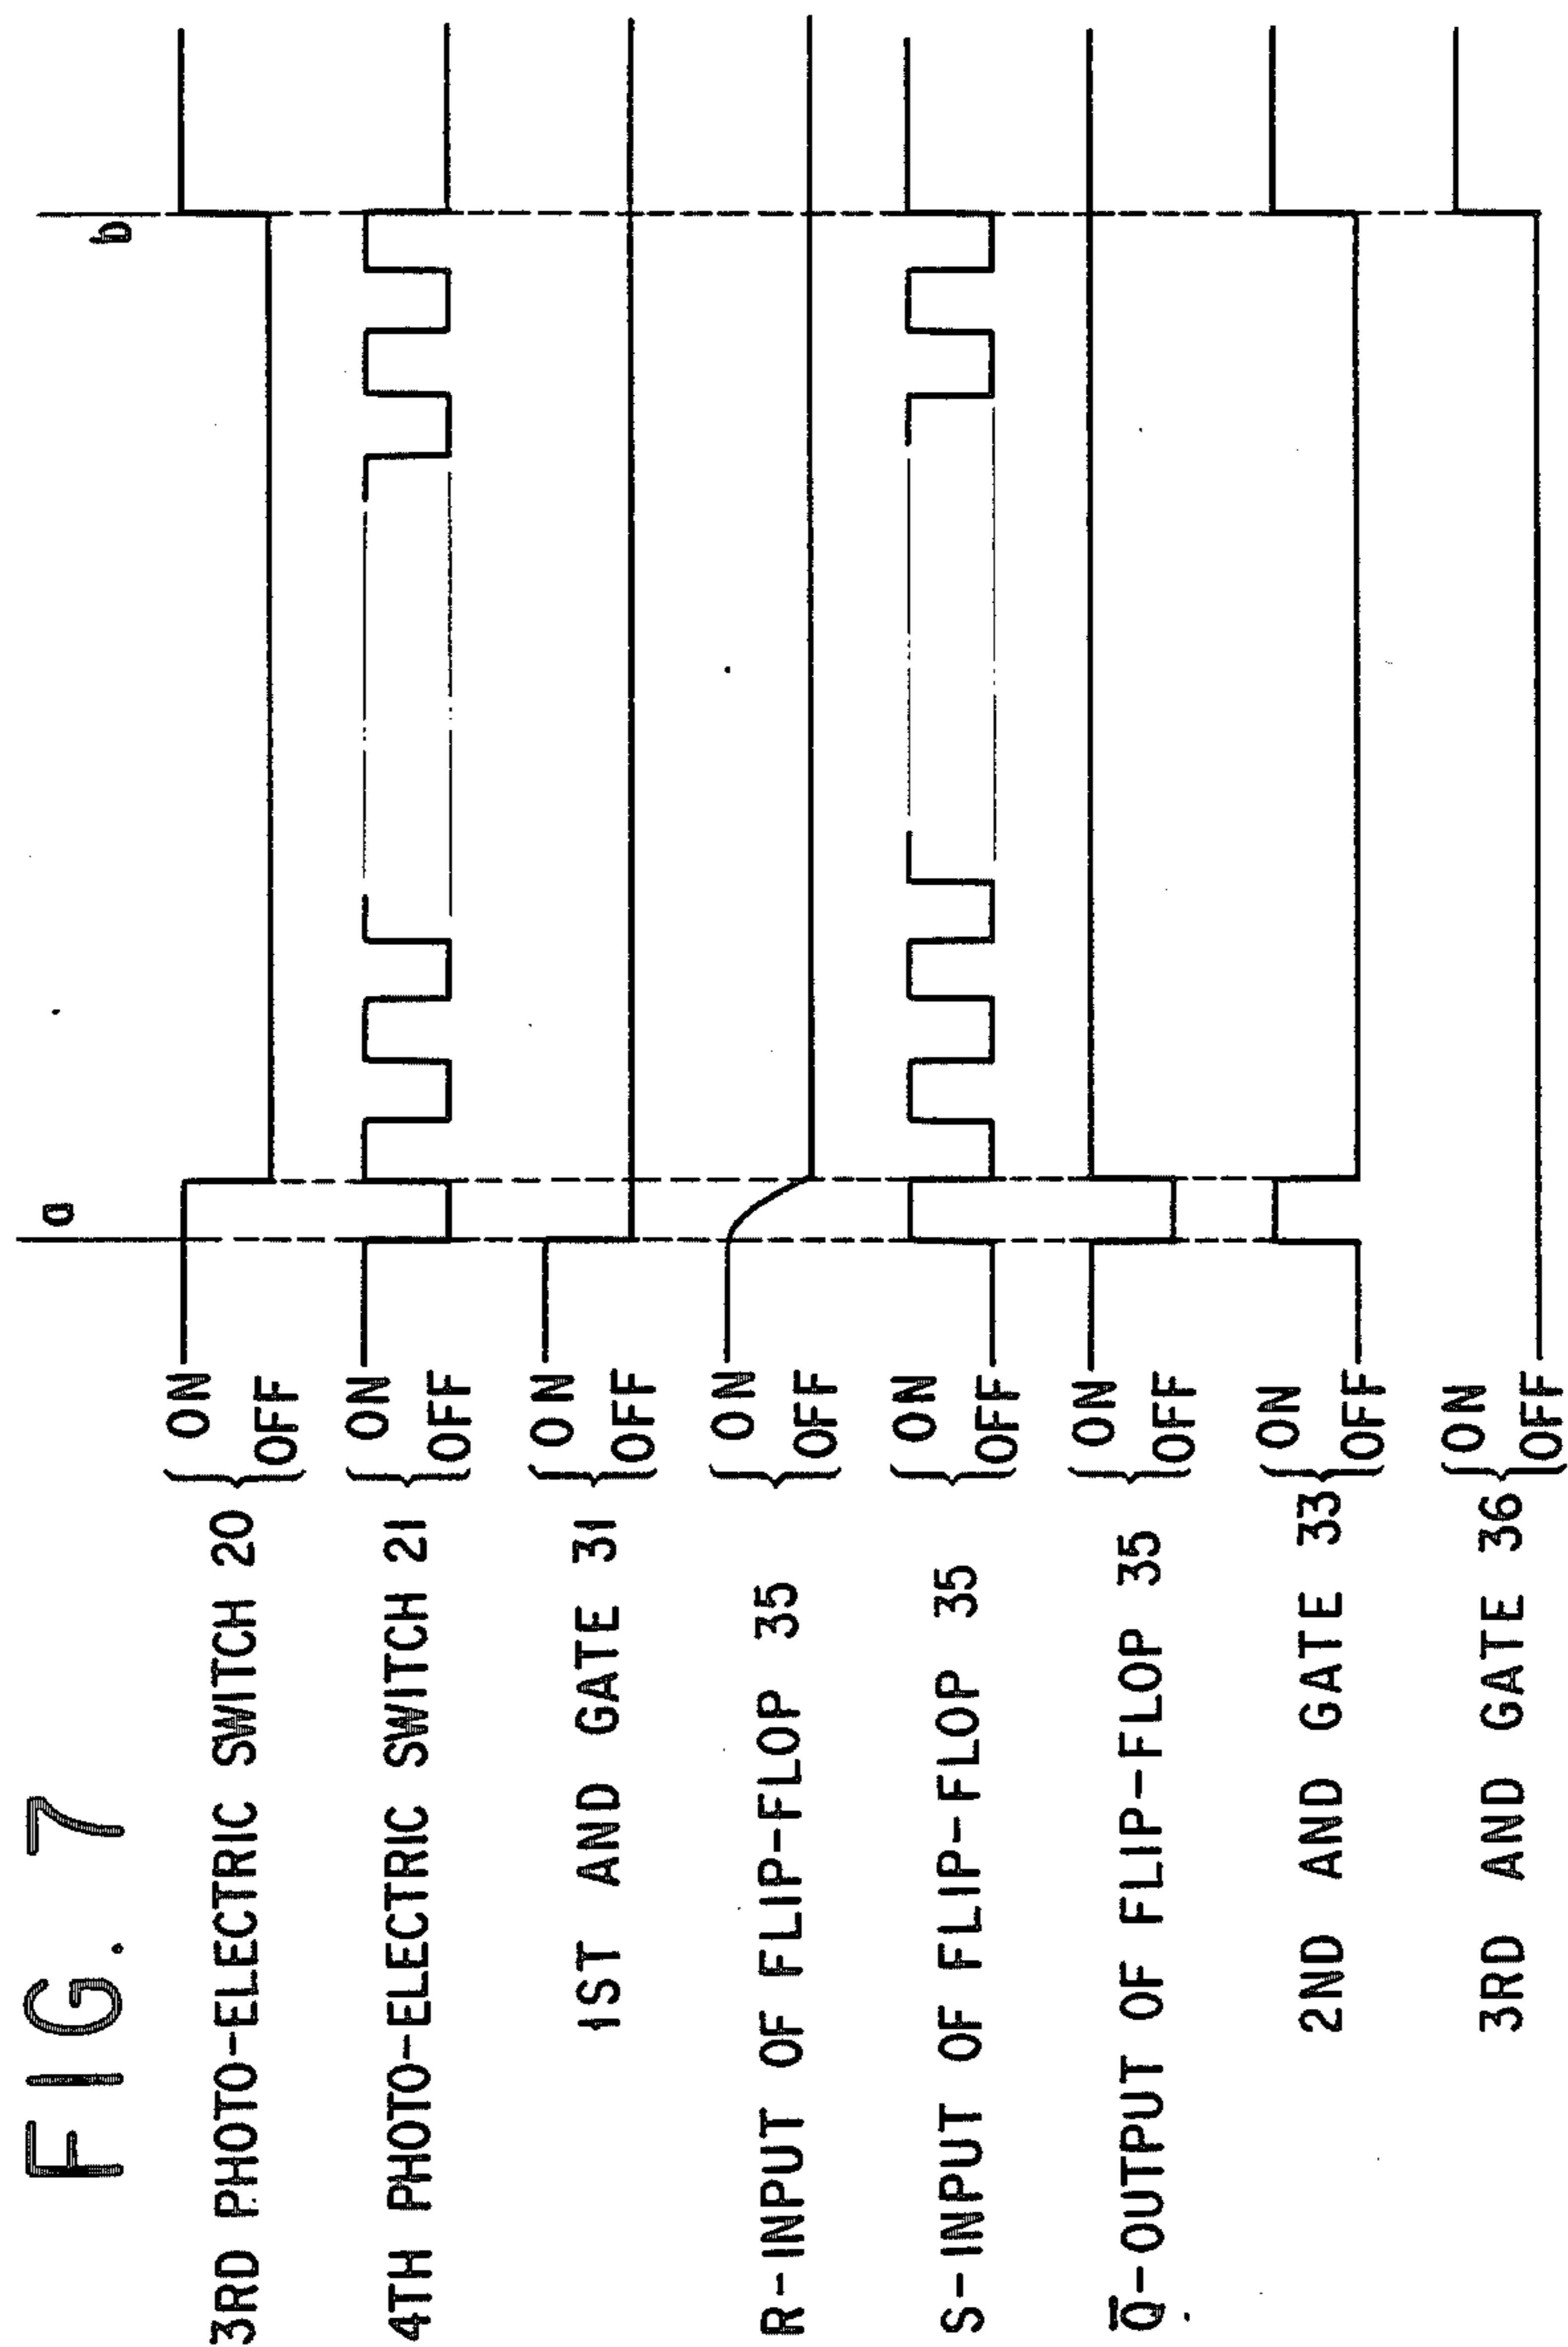 FIG. 7
a
b
3RD PHOTO-ELECTRIC SWITCH 20 { ON OFF
4TH PHOTO-ELECTRIC SWITCH 21 { ON OFF
1ST AND GATE 31 { ON OFF
R-INPUT OF FLIP-FLOP 35 { ON OFF
S-INPUT OF FLIP-FLOP 35 { ON OFF
Q̅-OUTPUT OF FLIP-FLOP 35 { ON OFF
2ND AND GATE 33 { ON OFF
3RD AND GATE 36 { ON OFF